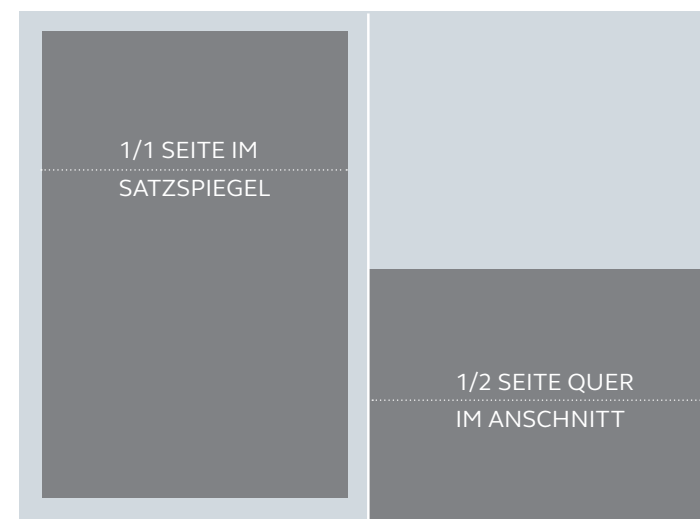 1/1 SEITE IM
SATZSPIEGEL
1/2 SEITE QUER
IM ANSCHNITT